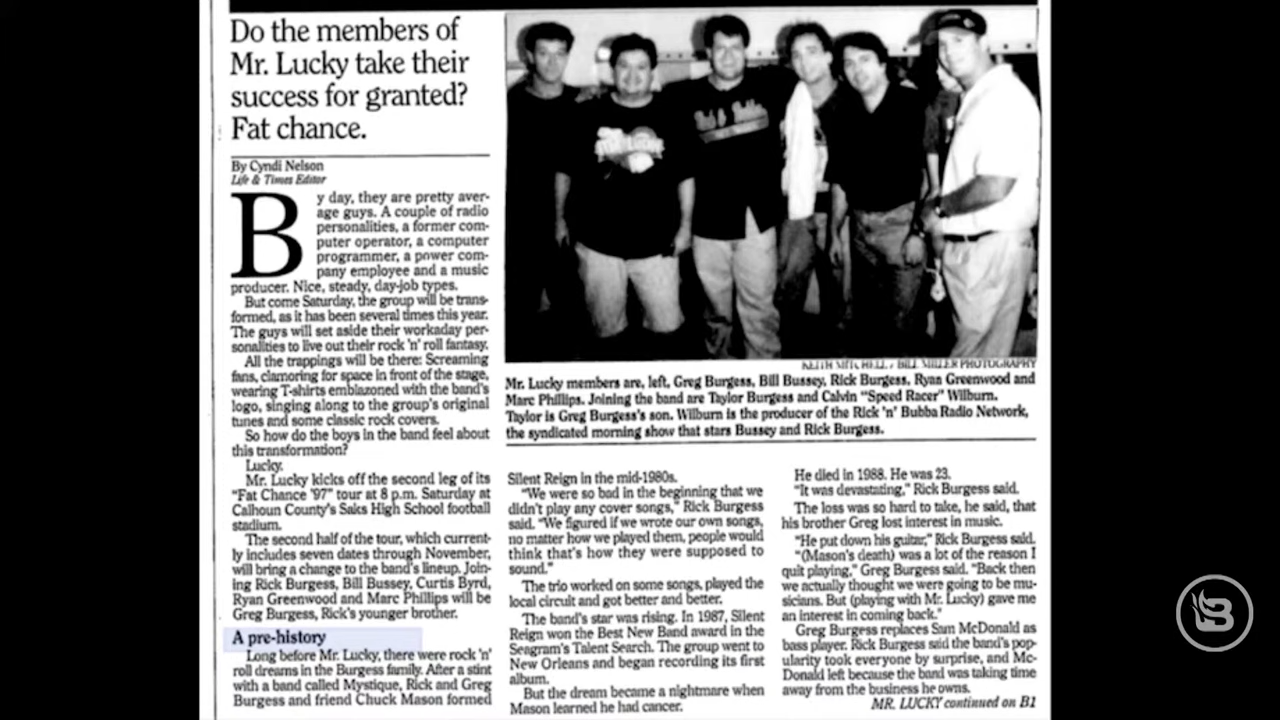 Do the members of
Mr. Lucky take their
success for granted?
Fat chance.
By Cyndi Nelson
Life & Times Editor
By day, they are pretty aver-
age guys. A couple of radio
personalities, a former com-
puter operator, a computer
programmer, a power com-
pany employee and a music
producer. Nice, steady, day-job types.
But come Saturday, the group will be trans-
formed, as it has been several times this year.
The guys will set aside their workaday per-
sonalities to live out their rock 'n' roll fantasy.
All the trappings will be there: Screaming
fans, clamoring for space in front of the stage,
wearing T-shirts emblazoned with the band's
logo, singing along to the group's original
tunes and some classic rock covers.
So how do the boys in the band feel about
this transformation?
Lucky.
Mr. Lucky kicks off the second leg of its
"Fat Chance '97" tour at 8 p.m. Saturday at
Calhoun County's Saks High School football
stadium.
The second half of the tour, which current-
ly includes seven dates through November,
will bring a change to the band's lineup. Join-
ing Rick Burgess, Bill Bussey, Curtis Byrd,
Ryan Greenwood and Marc Phillips will be
Greg Burgess, Rick's younger brother.
A pre-history
Long before Mr. Lucky, there were rock 'n'
roll dreams in the Burgess family. After a stint
with a band called Mystique, Rick and Greg
Burgess and friend Chuck Mason formed
KEITH MITCHELL / BILL MILLER PHOTOGRAPHY
Mr. Lucky members are, left, Greg Burgess, Bill Bussey, Rick Burgess, Ryan Greenwood and
Marc Phillips. Joining the band are Taylor Burgess and Calvin "Speed Racer" Wilburn.
Taylor is Greg Burgess's son. Wilburn is the producer of the Rick 'n' Bubba Radio Network,
the syndicated morning show that stars Bussey and Rick Burgess.
Silent Reign in the mid-1980s.
"We were so bad in the beginning that we
didn't play any cover songs," Rick Burgess
said. "We figured if we wrote our own songs,
no matter how we played them, people would
think that's how they were supposed to
sound."
The trio worked on some songs, played the
local circuit and got better and better.
The band's star was rising. In 1987, Silent
Reign won the Best New Band award in the
Seagram's Talent Search. The group went to
New Orleans and began recording its first
album.
But the dream became a nightmare when
Mason learned he had cancer.
He died in 1988. He was 23.
"It was devastating," Rick Burgess said.
The loss was so hard to take, he said, that
his brother Greg lost interest in music.
"He put down his guitar," Rick Burgess said.
"(Mason's death) was a lot of the reason I
quit playing," Greg Burgess said. "Back then
we actually thought we were going to be mu-
sicians. But (playing with Mr. Lucky) gave me
an interest in coming back."
Greg Burgess replaces Sam McDonald as
bass player. Rick Burgess said the band's pop-
ularity took everyone by surprise, and Mc-
Donald left because the band was taking time
away from the business he owns.
MR. LUCKY continued on B1
B